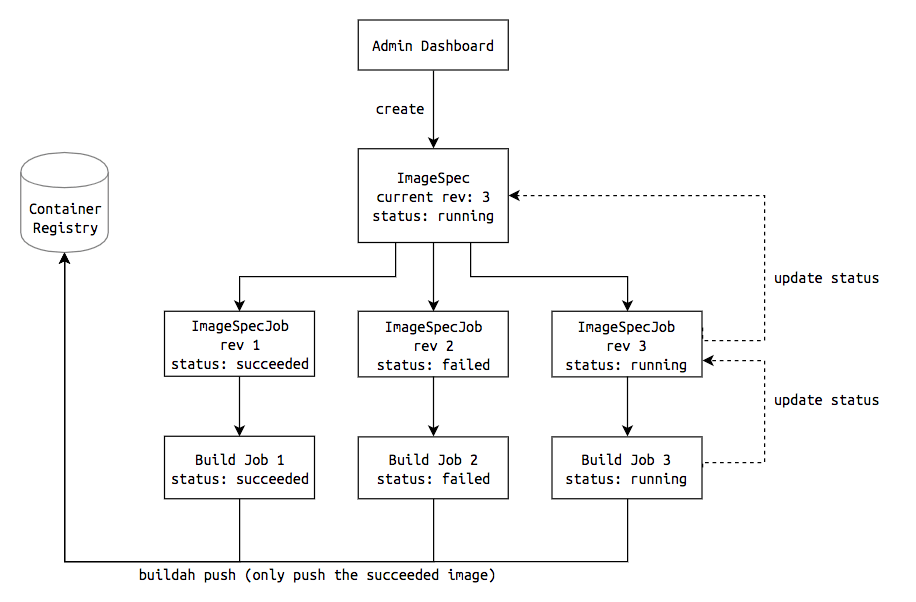 Admin Dashboard
create
ImageSpec
current rev: 3
status: running
Container
Registry
update status
ImageSpecJob
rev 1
status: succeeded
ImageSpecJob
rev 2
status: failed
ImageSpecJob
rev 3
status: running
update status
Build Job 1
status: succeeded
Build Job 2
status: failed
Build Job 3
status: running
buildah push (only push the succeeded image)